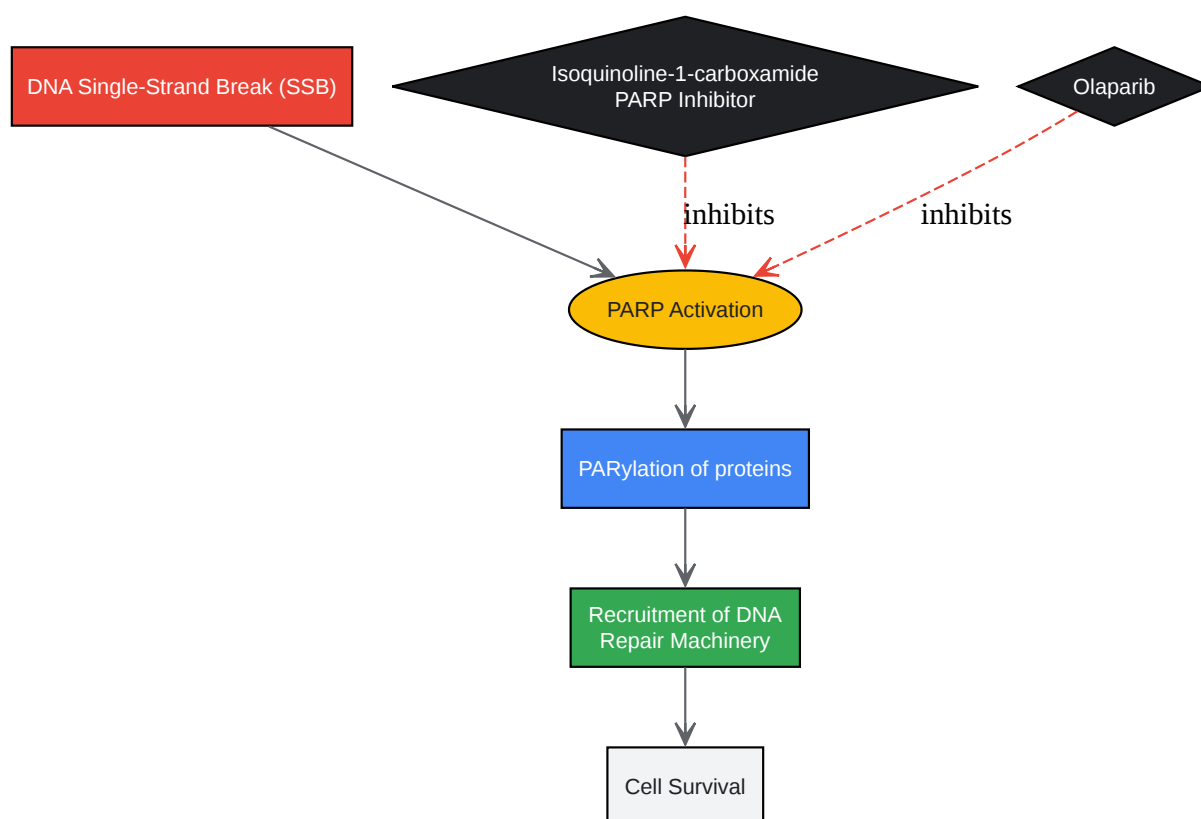 DNA Single-Strand Break (SSB)
Isoquinoline-1-carboxamide
PARP Inhibitor
Olaparib
inhibits
inhibits
PARP Activation
PARylation of proteins
Recruitment of DNA
Repair Machinery
Cell Survival